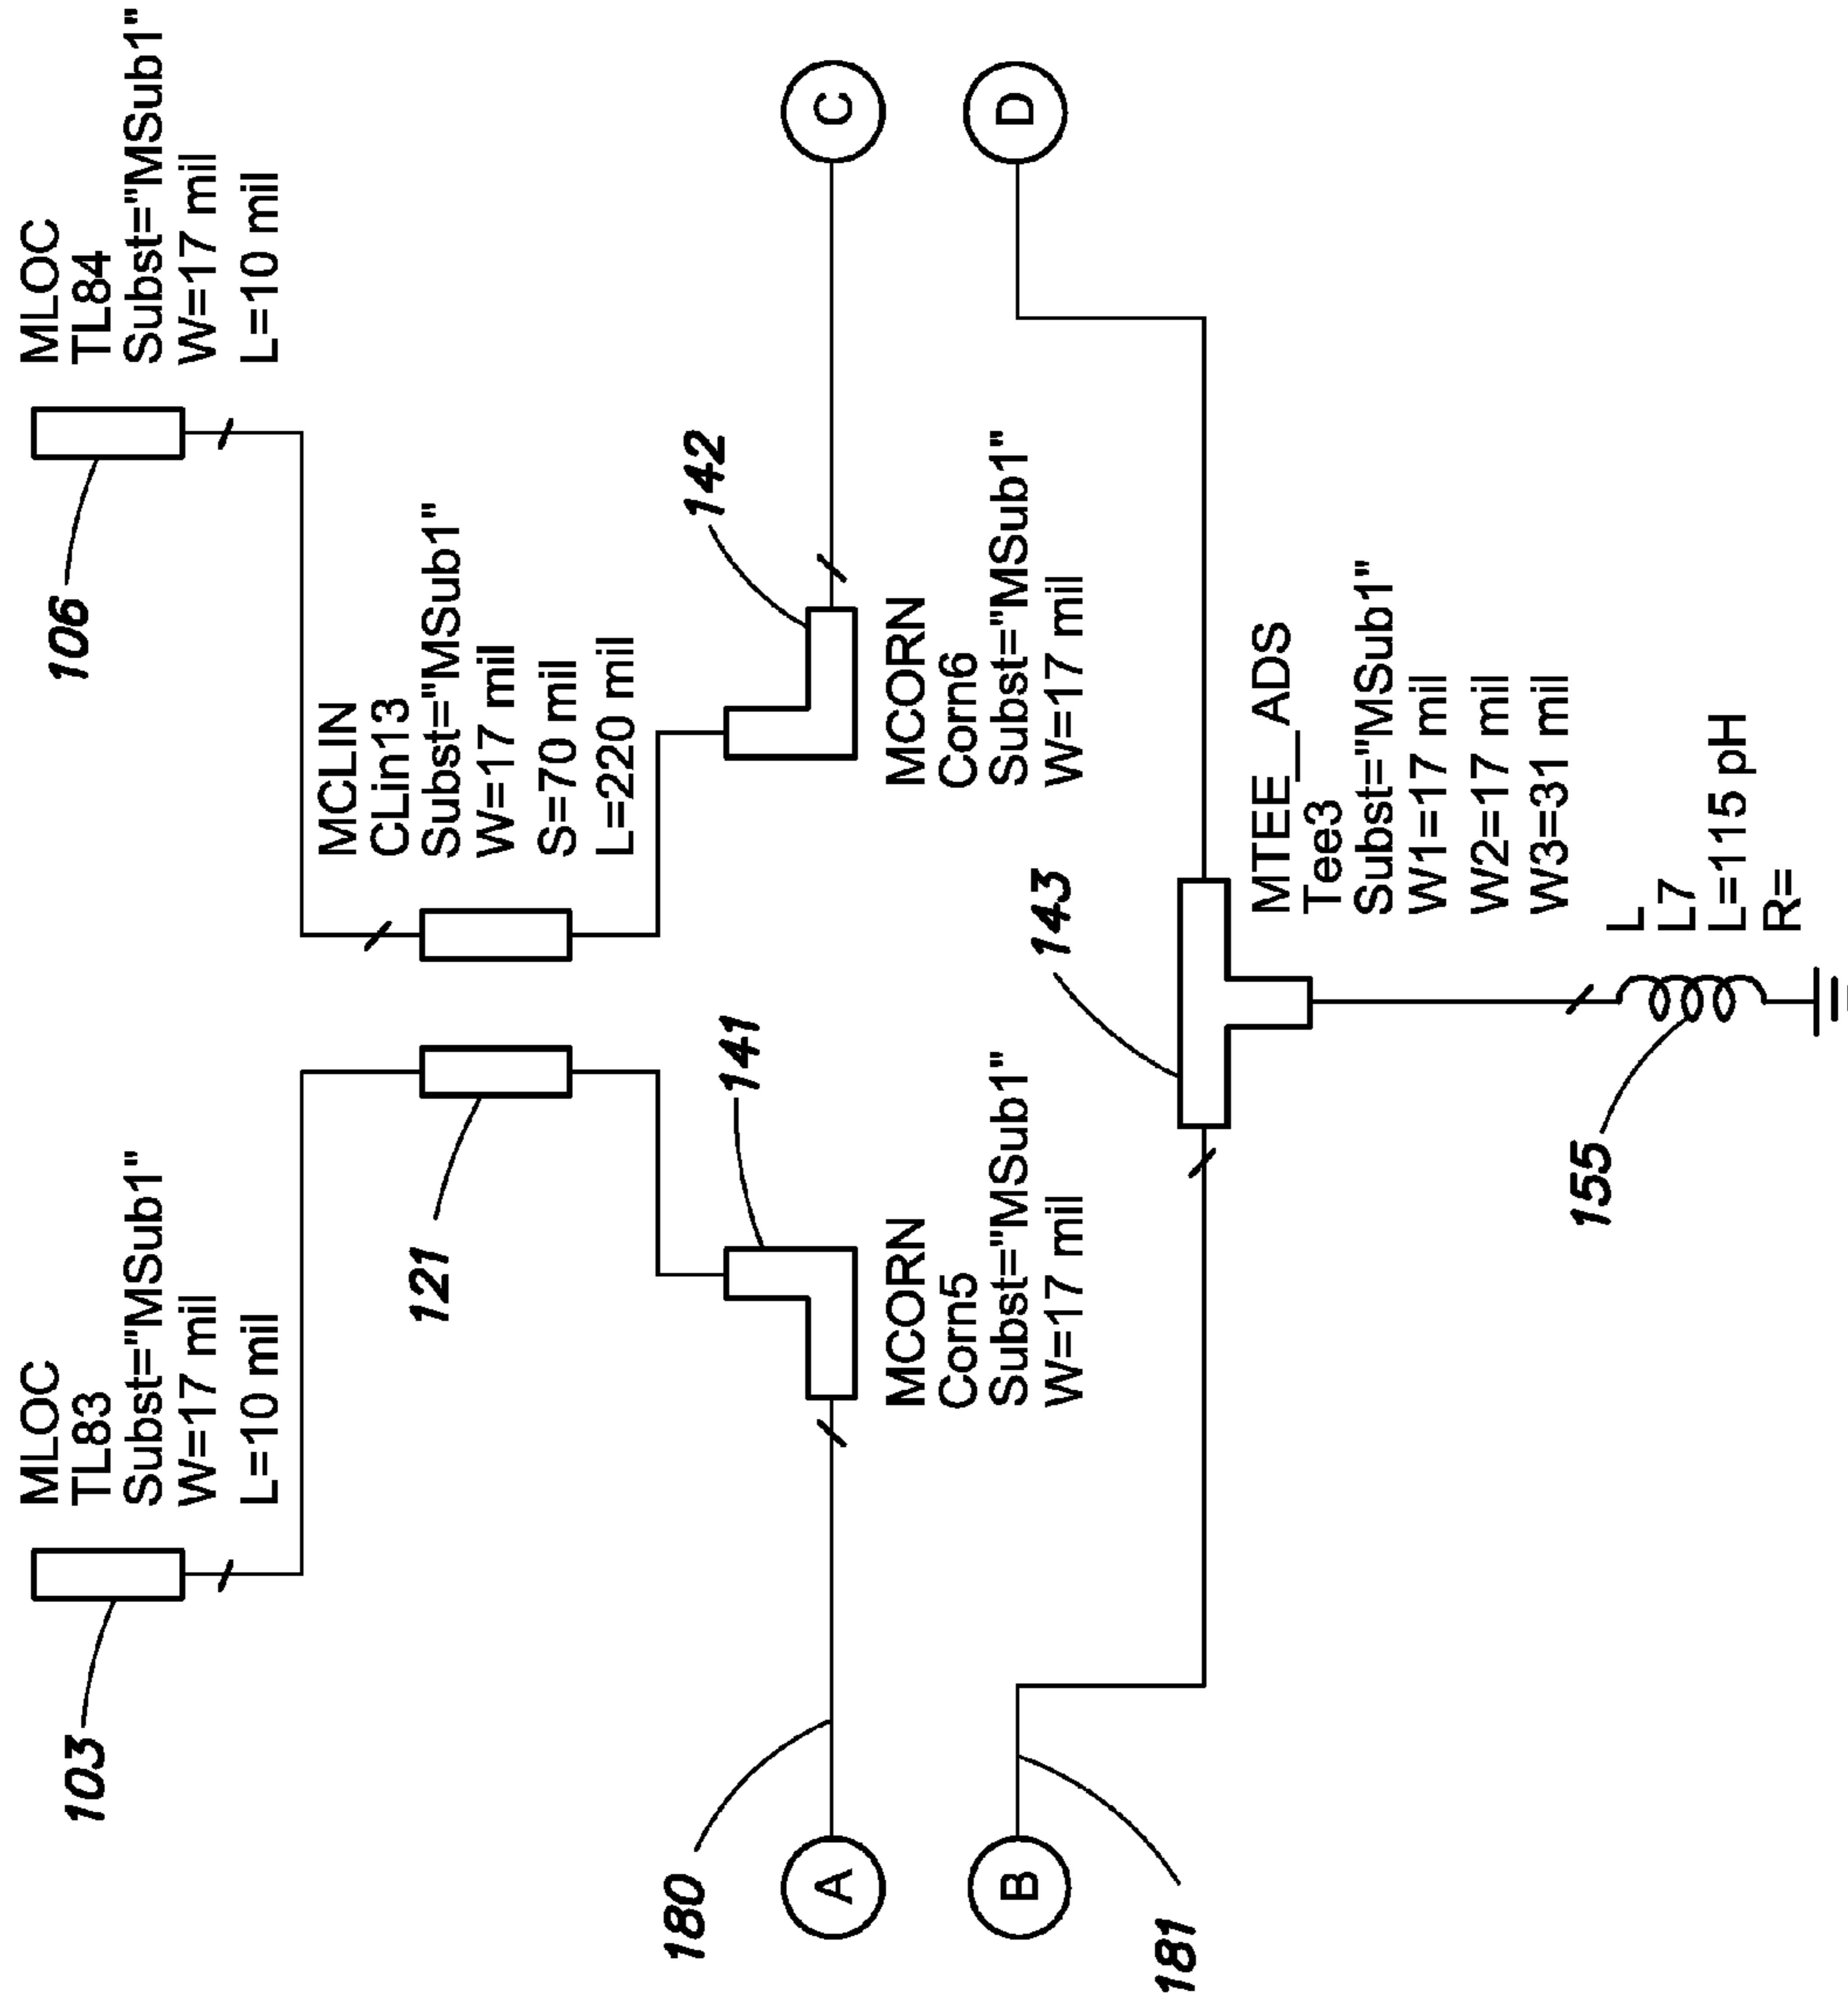 MLOC
TL83
Subst="MSub1"
W=17 mil
L=10 mil
103
MLOC
TL84
Subst="MSub1"
W=17 mil
L=10 mil
106
121
MCLIN
CLin13
Subst="MSub1"
W=17 mil
S=70 mil
L=220 mil
141
142
180
A
MCORN
Corn5
Subst="MSub1"
W=17 mil
MCORN
Corn6
Subst="MSub1"
W=17 mil
C
B
181
D
143
MTEE_ADS
Tee3
Subst="MSub1"
W1=17 mil
W2=17 mil
W3=31 mil
155
L
L7
L=115 pH
R=